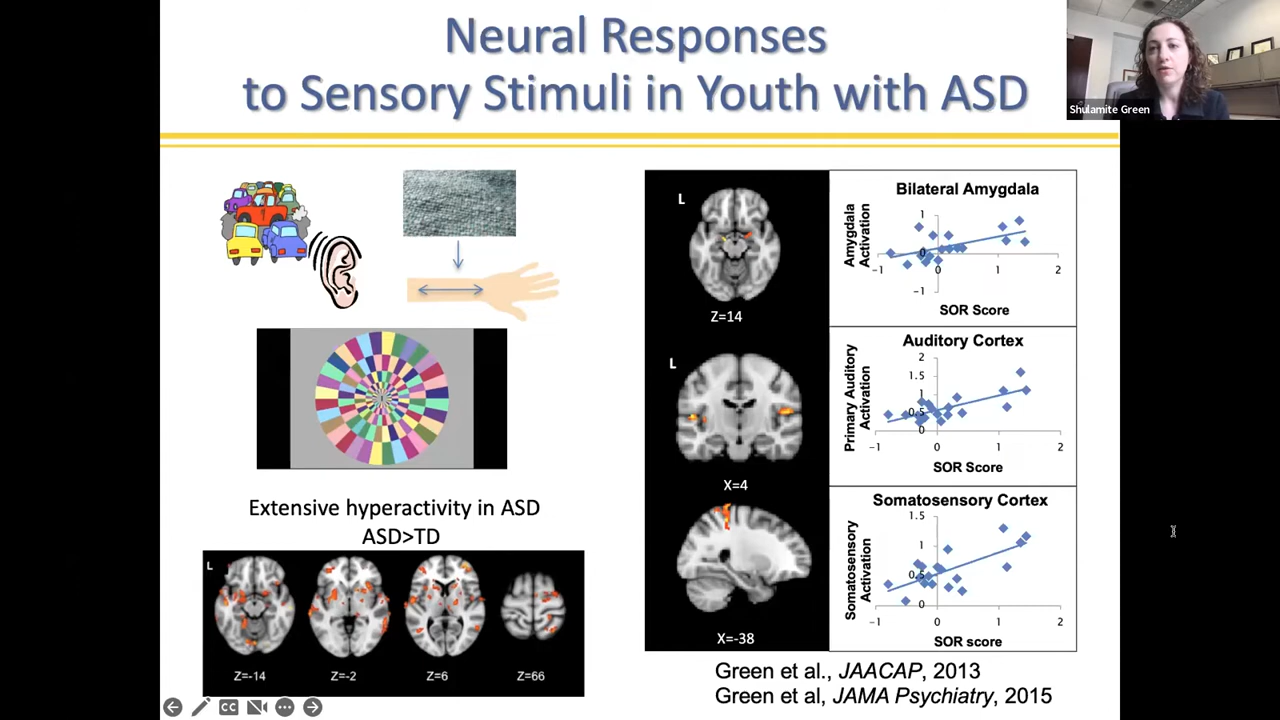 Neural Responses
to Sensory Stimuli in Youth with ASD
Shulamite Green
Extensive hyperactivity in ASD
ASD>TD
L
Z=-14
Z=-2
Z=6
Z=66
L
Z=14
L
X=4
X=-38
Bilateral Amygdala
Amygdala
Activation
1
0
-1
-1
0
1
2
SOR Score
Auditory Cortex
Primary Auditory
Activation
2
1.5
1
0.5
0
-1
0
1
2
SOR Score
Somatosensory Cortex
Somatosensory
Activation
1.5
1
0.5
0
-1
0
1
2
SOR score
Green et al., JAACAP, 2013
Green et al, JAMA Psychiatry, 2015
CC